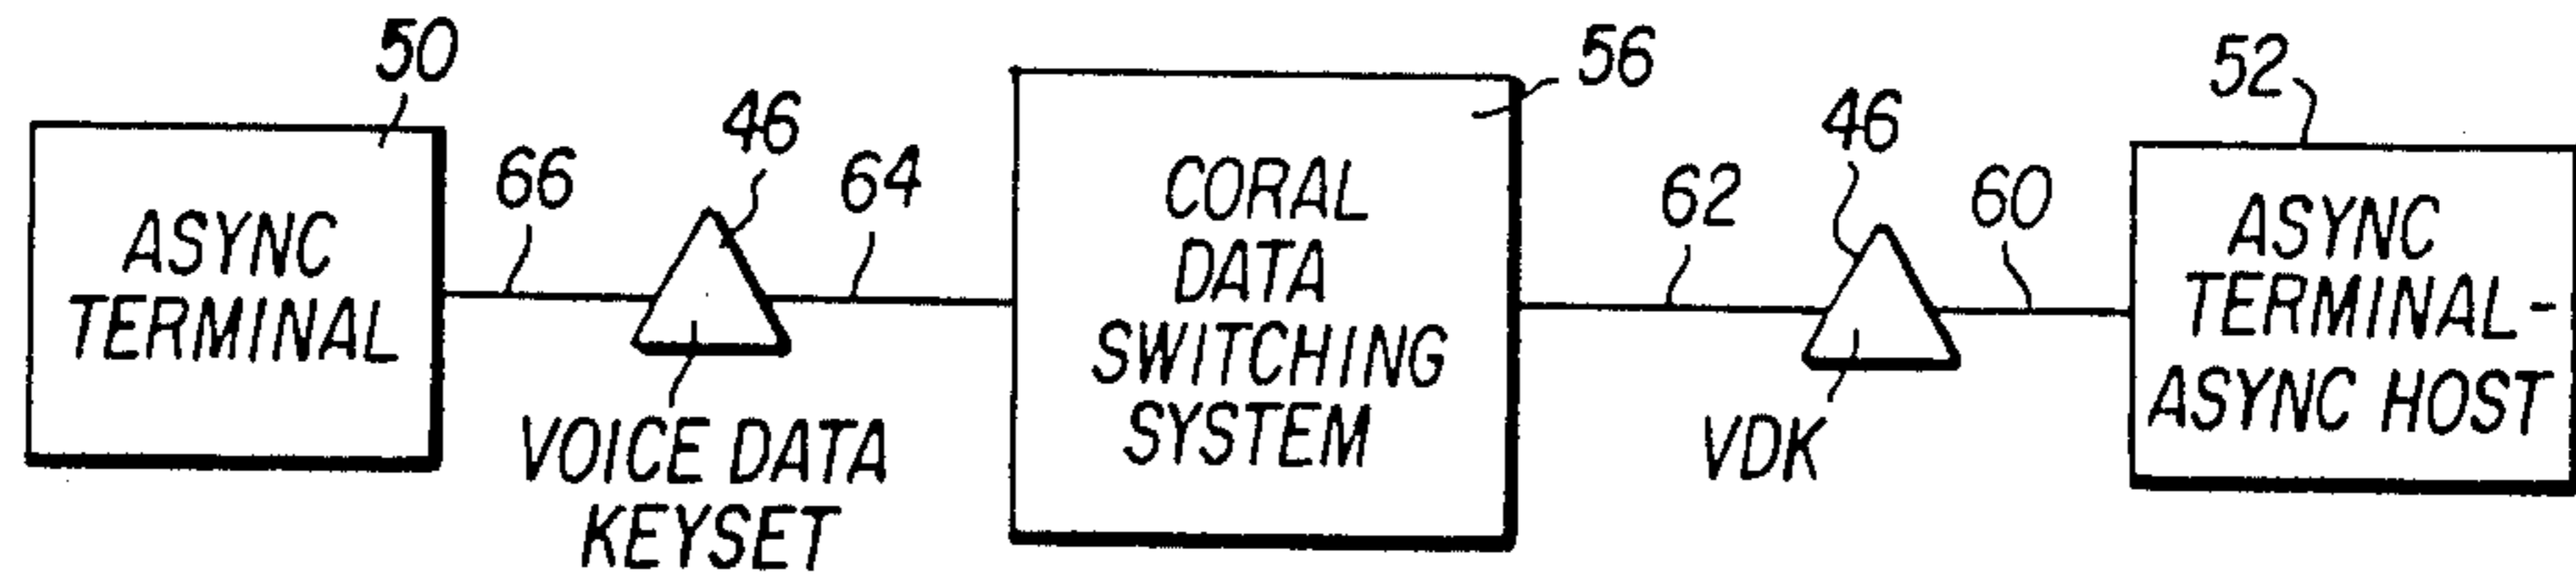 50
ASYNC
TERMINAL
66
46
VOICE DATA
KEYSET
64
56
CORAL
DATA
SWITCHING
SYSTEM
62
46
VDK
60
52
ASYNC
TERMINAL-
ASYNC HOST